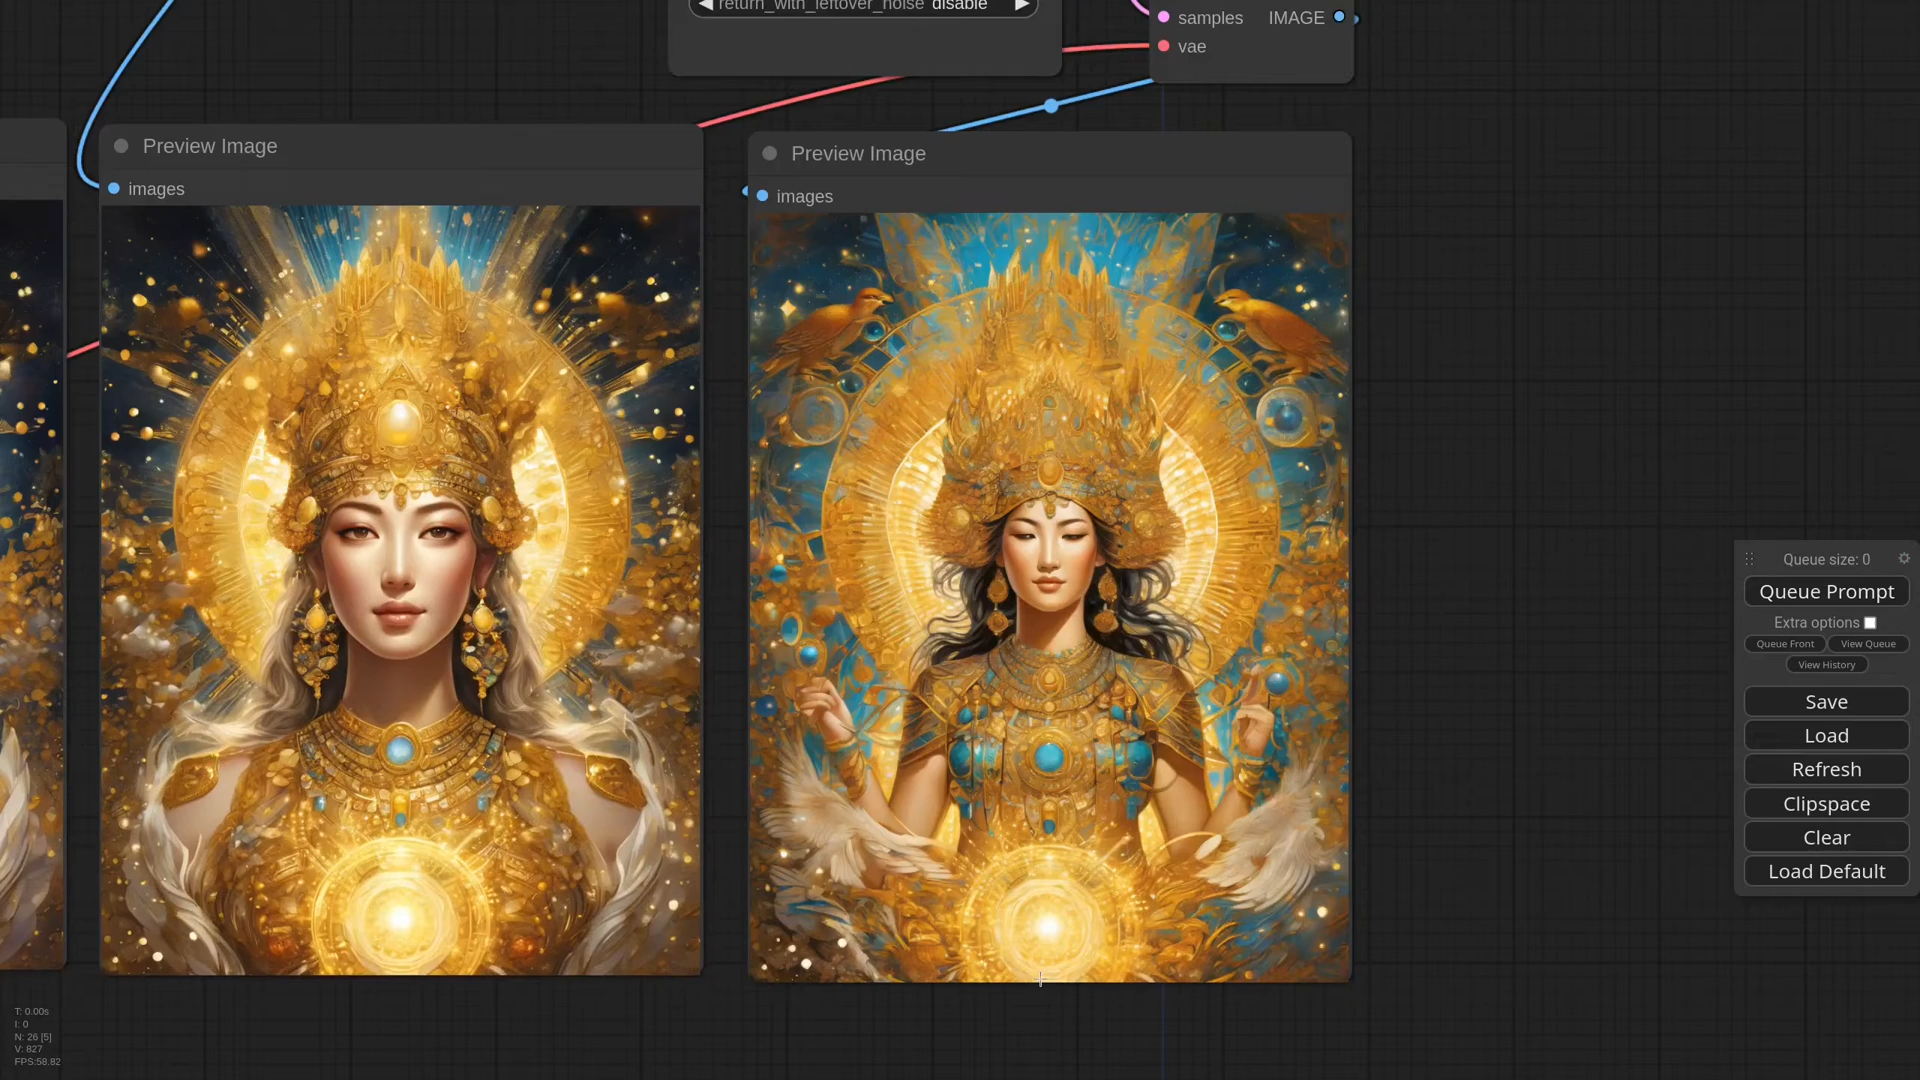 return_with_leftover_noise disable
samples IMAGE
vae
Preview Image
images
Preview Image
images
Queue size: 0
Queue Prompt
Extra options
Queue Front View Queue
View History
Save
Load
Refresh
Clipspace
Clear
Load Default
T: 0.00s
I: 0
N: 26 [5]
V: 827
FPS:58.82